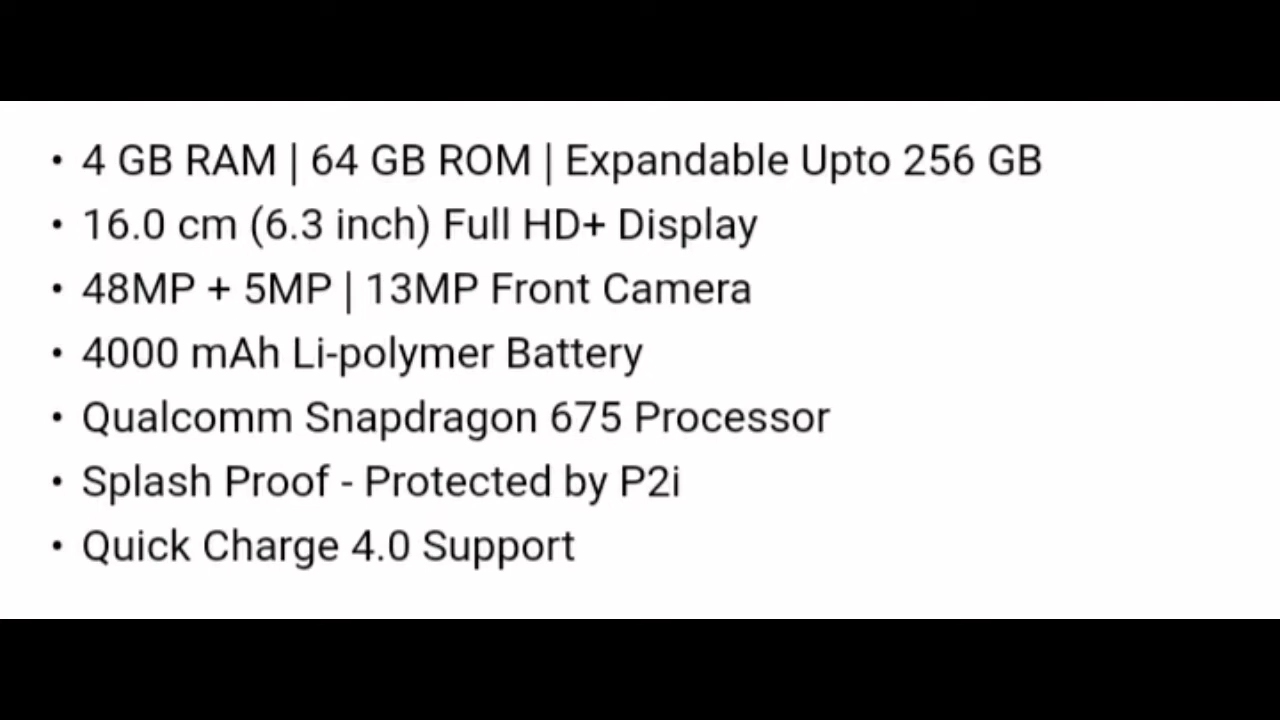 • 4 GB RAM | 64 GB ROM | Expandable Upto 256 GB
• 16.0 cm (6.3 inch) Full HD+ Display
• 48MP + 5MP | 13MP Front Camera
• 4000 mAh Li-polymer Battery
• Qualcomm Snapdragon 675 Processor
• Splash Proof - Protected by P2i
• Quick Charge 4.0 Support